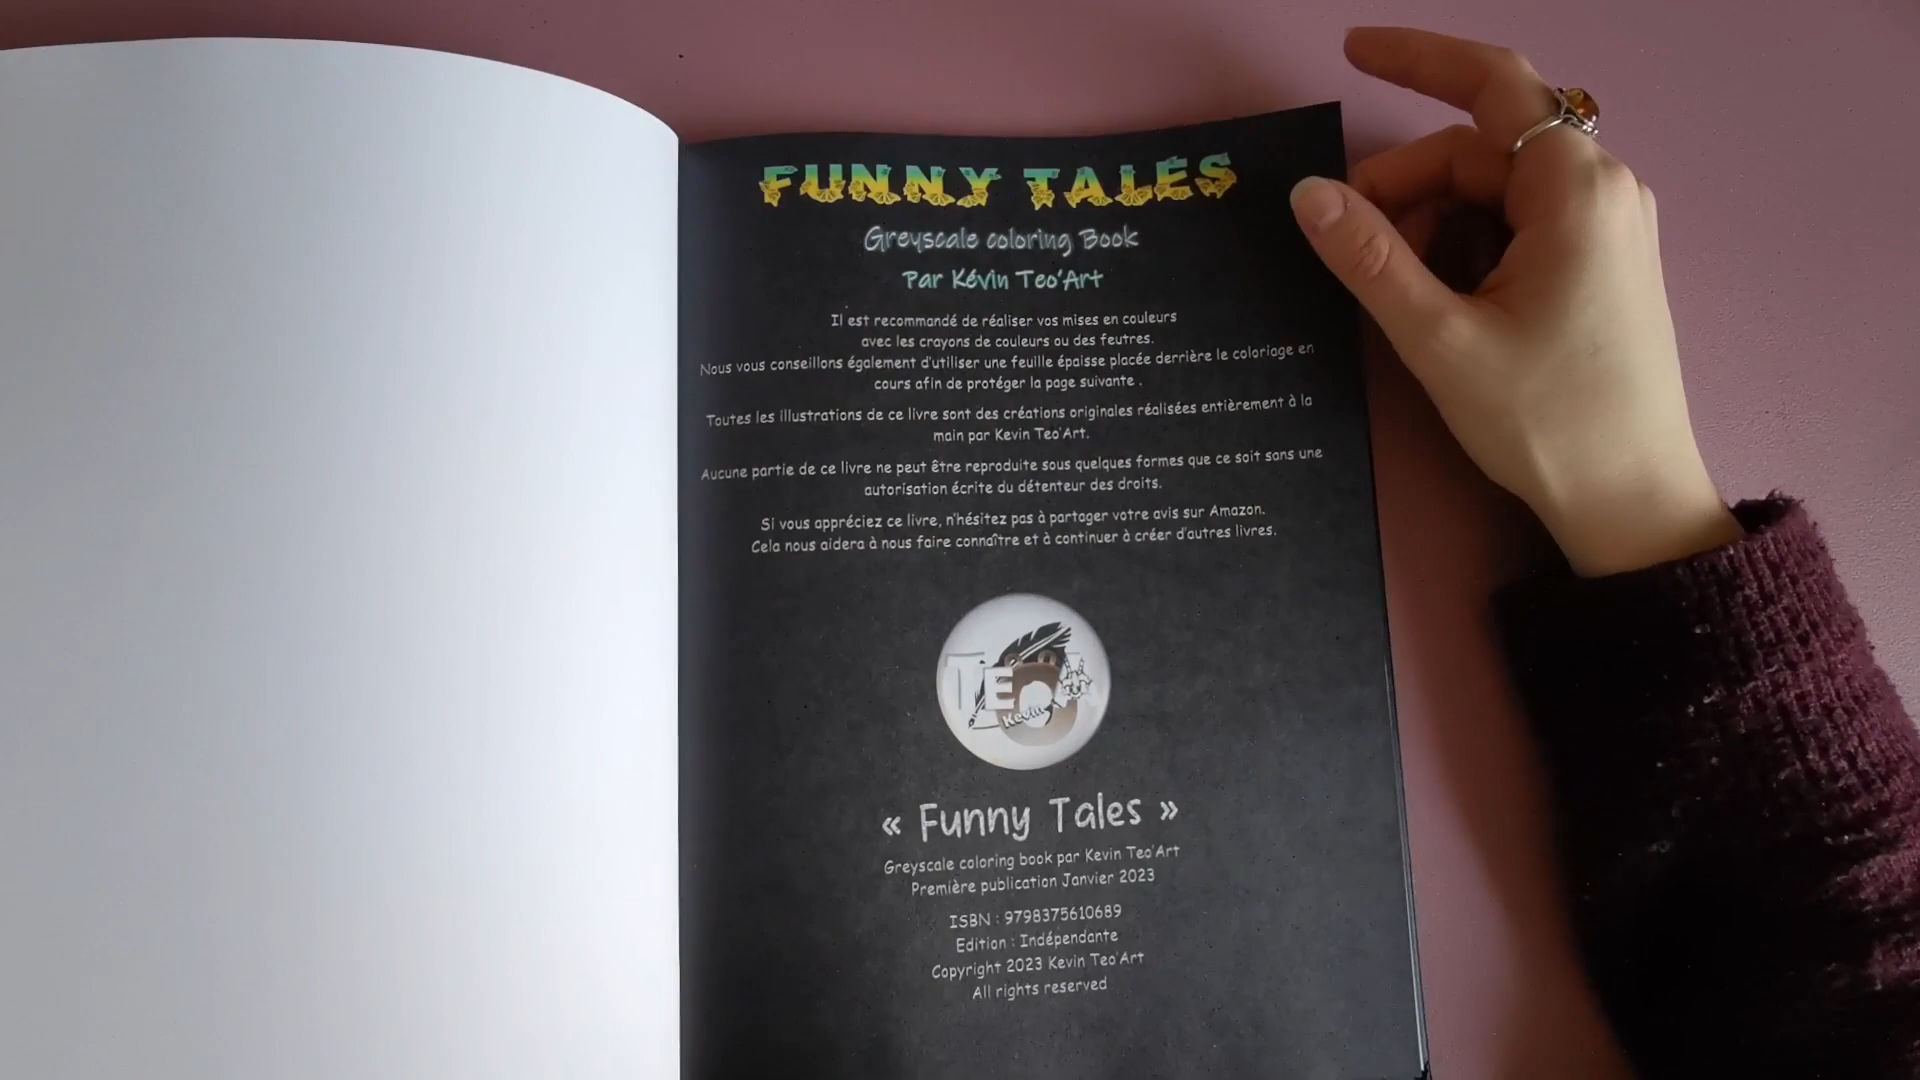 FUNNY TALES
Greyscale coloring Book
Par Kévin Teo'Art
Il est recommandé de réaliser vos mises en couleurs
avec les crayons de couleurs ou des feutres.
Nous vous conseillons également d'utiliser une feuille épaisse placée derrière le coloriage en
cours afin de protéger la page suivante .
Toutes les illustrations de ce livre sont des créations originales réalisées entièrement à la
main par Kevin Teo'Art.
Aucune partie de ce livre ne peut être reproduite sous quelques formes que ce soit sans une
autorisation écrite du détenteur des droits.
Si vous appréciez ce livre, n'hésitez pas à partager votre avis sur Amazon.
Cela nous aidera à nous faire connaître et à continuer à créer d'autres livres.
TEO
Kevin
« Funny Tales »
Greyscale coloring book par Kevin Teo'Art
Première publication Janvier 2023
ISBN : 9798375610689
Edition : Indépendante
Copyright 2023 Kevin Teo'Art
All rights reserved